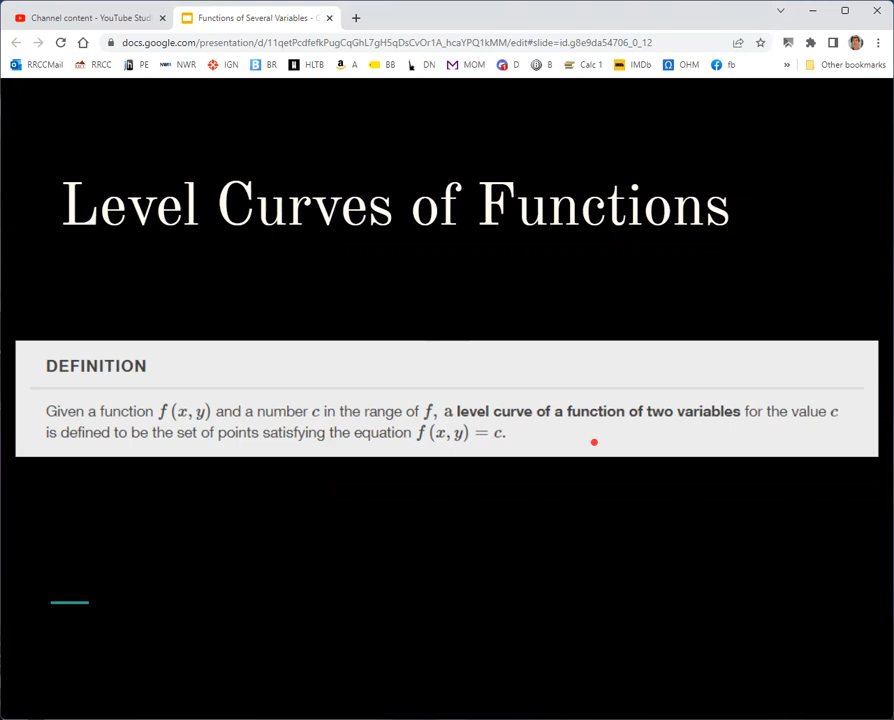 Channel content - YouTube Stud
Functions of Several Variables - G
docs.google.com/presentation/d/11qetPcdfefkPugCqGhL7gH5qDsCvOr1A_hcaYPQ1kMM/edit#slide=id.g8e9da54706_0_12
RRCCMail RRCC PE NWR IGN BR HLTB A BB DN MOM D B Calc 1 IMDb OHM fb » Other bookmarks
Level Curves of Functions
DEFINITION
Given a function f (x, y) and a number c in the range of f, a level curve of a function of two variables for the value c
is defined to be the set of points satisfying the equation f (x, y) = c.